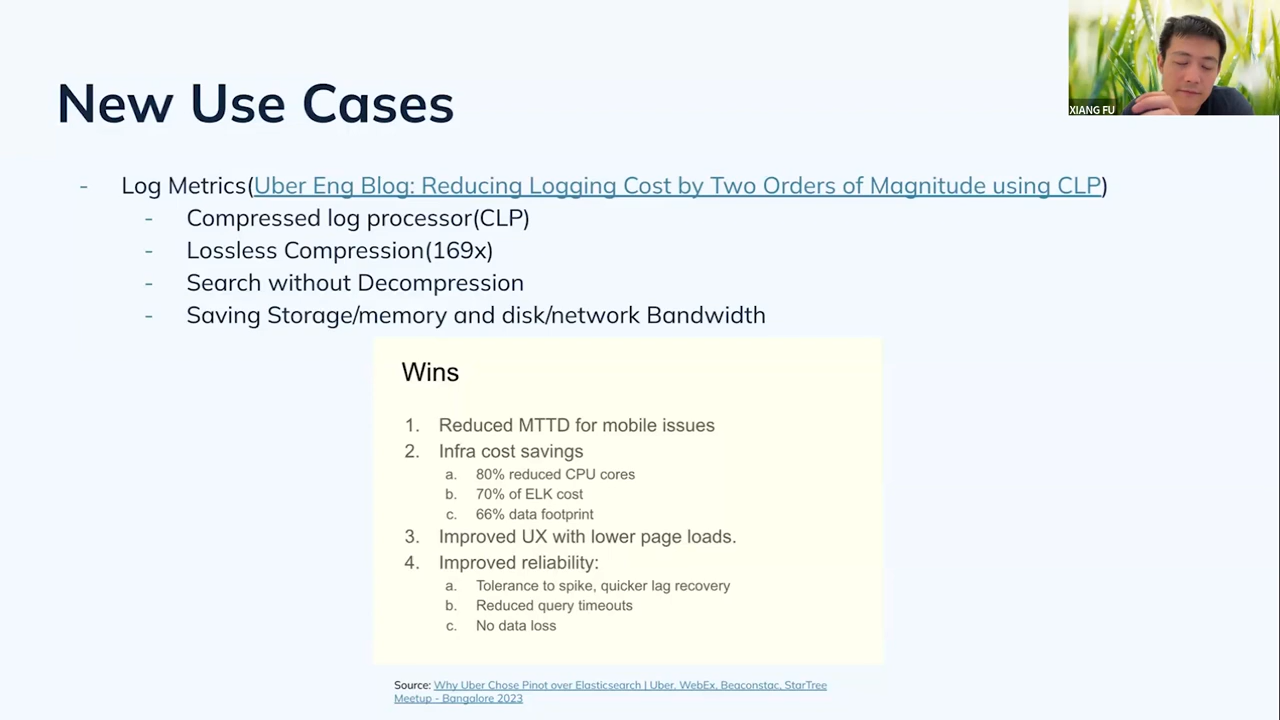 XIANG FU
New Use Cases
- Log Metrics(Uber Eng Blog: Reducing Logging Cost by Two Orders of Magnitude using CLP)
- Compressed log processor(CLP)
- Lossless Compression(169x)
- Search without Decompression
- Saving Storage/memory and disk/network Bandwidth
Wins
1. Reduced MTTD for mobile issues
2. Infra cost savings
a. 80% reduced CPU cores
b. 70% of ELK cost
c. 66% data footprint
3. Improved UX with lower page loads.
4. Improved reliability:
a. Tolerance to spike, quicker lag recovery
b. Reduced query timeouts
c. No data loss
Source: Why Uber Chose Pinot over Elasticsearch | Uber, WebEx, Beaconstac, StarTree
Meetup - Bangalore 2023